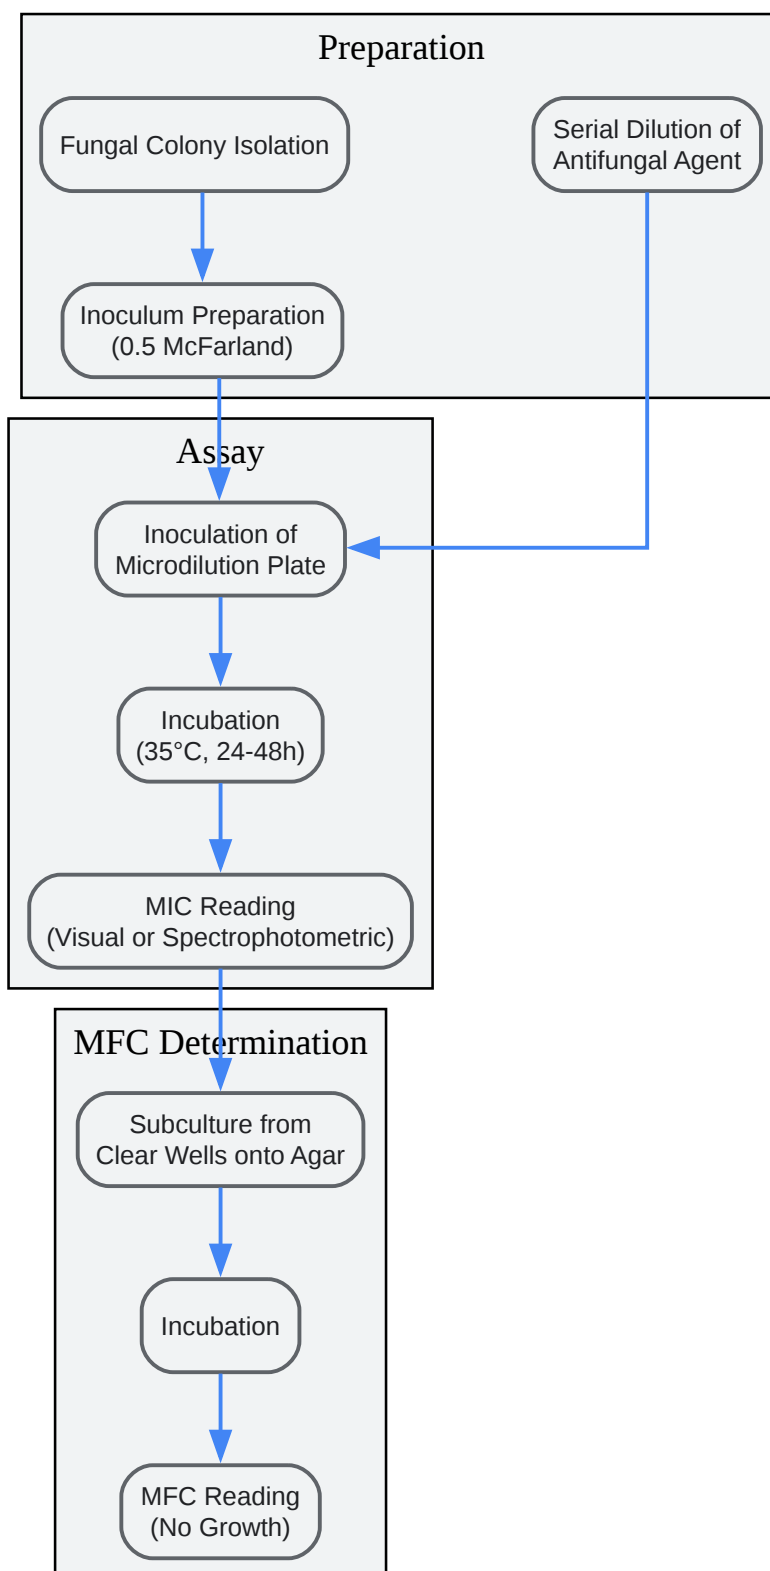 Preparation
Fungal Colony Isolation
Serial Dilution of
Antifungal Agent
Inoculum Preparation
(0.5 McFarland)
Assay
Inoculation of
Microdilution Plate
Incubation
(35°C, 24-48h)
MIC Reading
(Visual or Spectrophotometric)
MFC Determination
Subculture from
Clear Wells onto Agar
Incubation
MFC Reading
(No Growth)